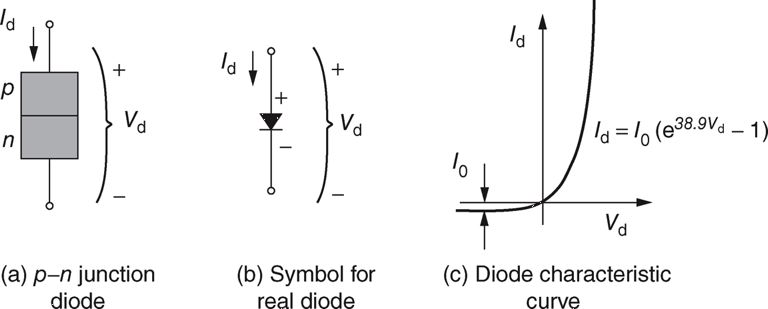 I_d
p
n
+
V_d
−
I_d
+
−
+
V_d
−
I_d
I_0
I_d = I_0 (e^{38.9V_d} − 1)
V_d
(a) p–n junction
diode
(b) Symbol for
real diode
(c) Diode characteristic
curve